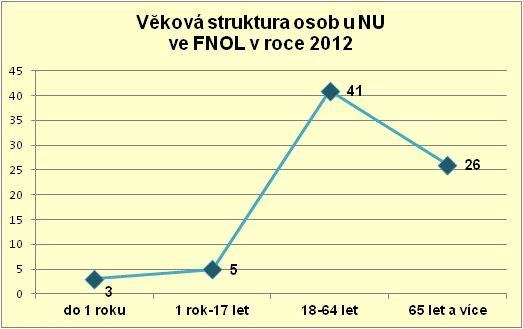 Věková struktura osob u NU
ve FNOL v roce 2012
45
40
35
30
25
20
15
10
5
0
3
5
41
26
do 1 roku
1 rok-17 let
18-64 let
65 let a více